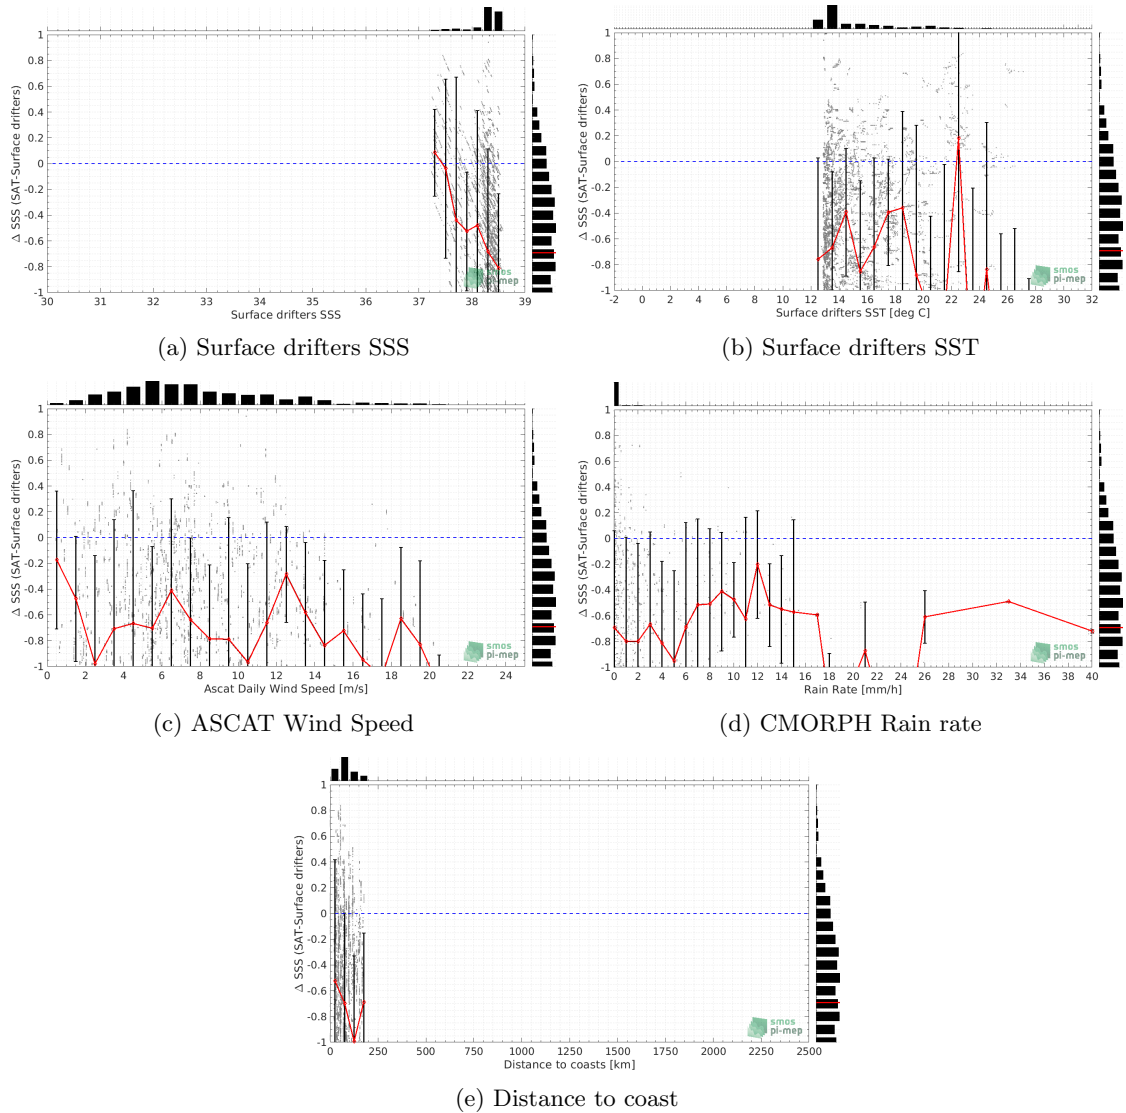 1
0.8
0.6
0.4
0.2
0
-0.2
-0.4
-0.6
-0.8
-1
Δ SSS (SAT-Surface drifters)
30 31 32 33 34 35 36 37 38 39
Surface drifters SSS
smos
pi-mep
(a) Surface drifters SSS
1
0.8
0.6
0.4
0.2
0
-0.2
-0.4
-0.6
-0.8
-1
Δ SSS (SAT-Surface drifters)
-2 0 2 4 6 8 10 12 14 16 18 20 22 24 26 28 30 32
Surface drifters SST [deg C]
smos
pi-mep
(b) Surface drifters SST
1
0.8
0.6
0.4
0.2
0
-0.2
-0.4
-0.6
-0.8
-1
Δ SSS (SAT-Surface drifters)
0 2 4 6 8 10 12 14 16 18 20 22 24
Ascat Daily Wind Speed [m/s]
smos
pi-mep
(c) ASCAT Wind Speed
1
0.8
0.6
0.4
0.2
0
-0.2
-0.4
-0.6
-0.8
-1
Δ SSS (SAT-Surface drifters)
0 2 4 6 8 10 12 14 16 18 20 22 24 26 28 30 32 34 36 38 40
Rain Rate [mm/h]
smos
pi-mep
(d) CMORPH Rain rate
1
0.8
0.6
0.4
0.2
0
-0.2
-0.4
-0.6
-0.8
-1
Δ SSS (SAT-Surface drifters)
0 250 500 750 1000 1250 1500 1750 2000 2250 2500
Distance to coasts [km]
smos
pi-mep
(e) Distance to coast